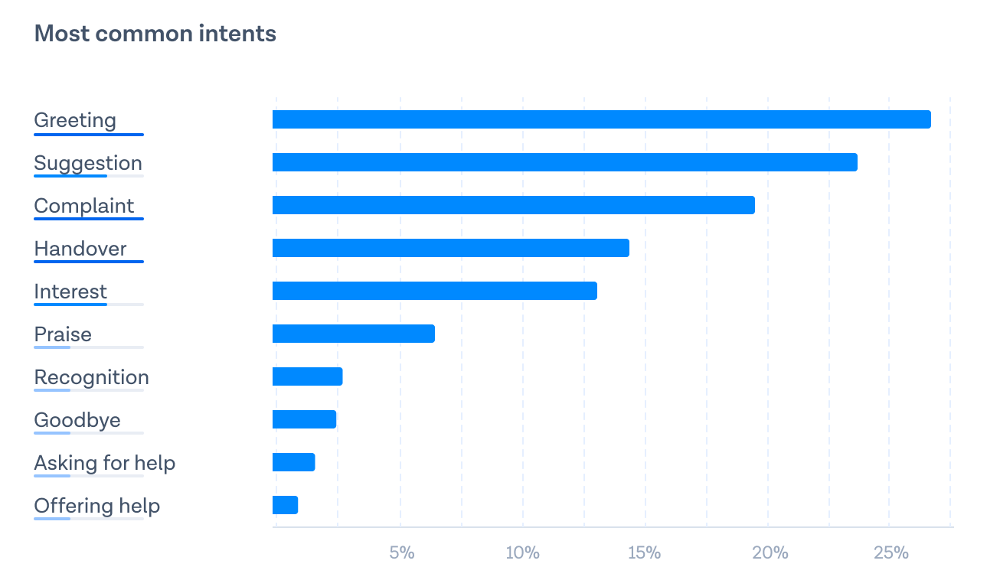 Most common intents
Greeting
Suggestion
Complaint
Handover
Interest
Praise
Recognition
Goodbye
Asking for help
Offering help
5% 10% 15% 20% 25%